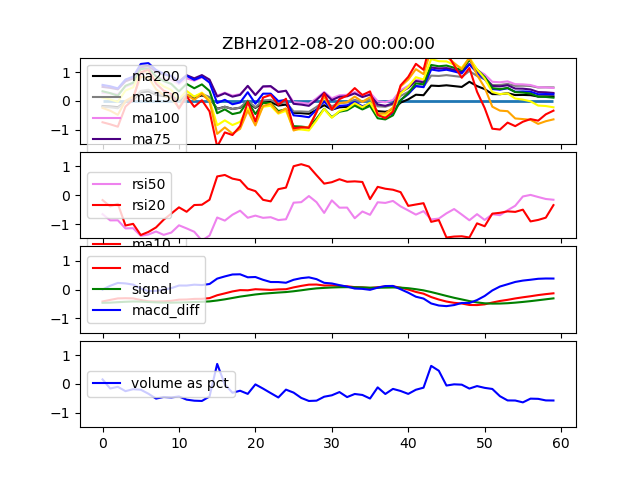 ZBH2012-08-20 00:00:00
1
0
−1
ma200
ma150
ma100
ma75
1
0
−1
rsi50
rsi20
ma10
1
0
−1
macd
signal
macd_diff
1
0
−1
volume as pct
0 10 20 30 40 50 60